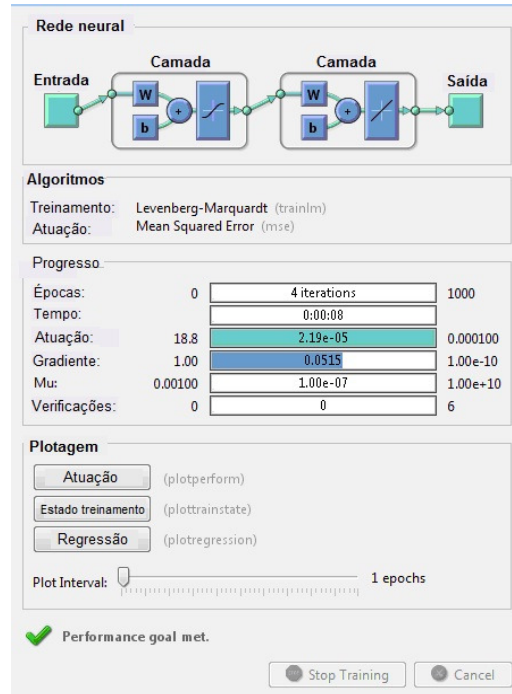 Rede neural
Camada Camada
Entrada Saída
W W
b b
Algoritmos
Treinamento: Levenberg-Marquardt (trainlm)
Atuação: Mean Squared Error (mse)
Progresso
Épocas: 0 4 iterations 1000
Tempo: 0:00:08
Atuação: 18.8 2.19e-05 0.000100
Gradiente: 1.00 0.0515 1.00e-10
Mu: 0.00100 1.00e-07 1.00e+10
Verificações: 0 0 6
Plotagem
Atuação (plotperform)
Estado treinamento (plottrainstate)
Regressão (plotregression)
Plot Interval: 1 epochs
Performance goal met.
Stop Training Cancel